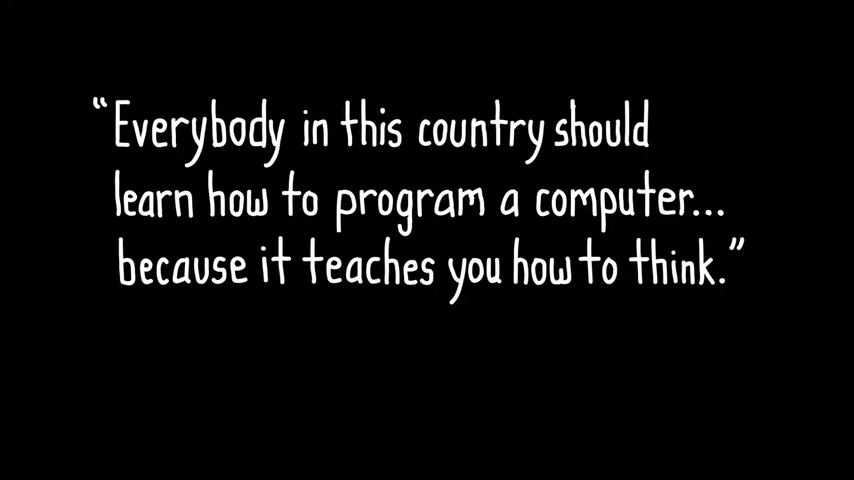 “Everybody in this country should
learn how to program a computer...
because it teaches you how to think.”